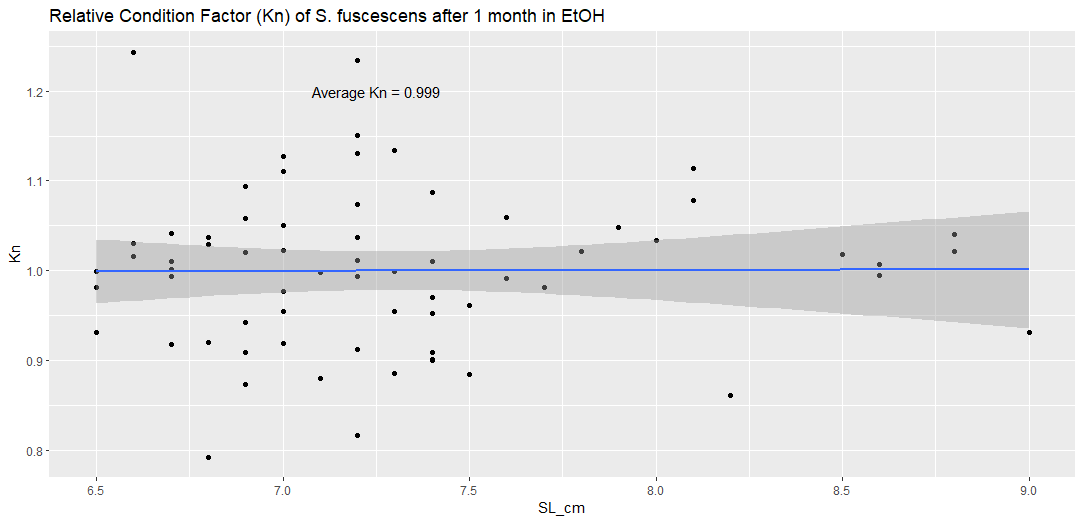 Relative Condition Factor (Kn) of S. fuscescens after 1 month in EtOH
Average Kn = 0.999
Kn
1.2
1.1
1.0
0.9
0.8
6.5 7.0 7.5 8.0 8.5 9.0
SL_cm